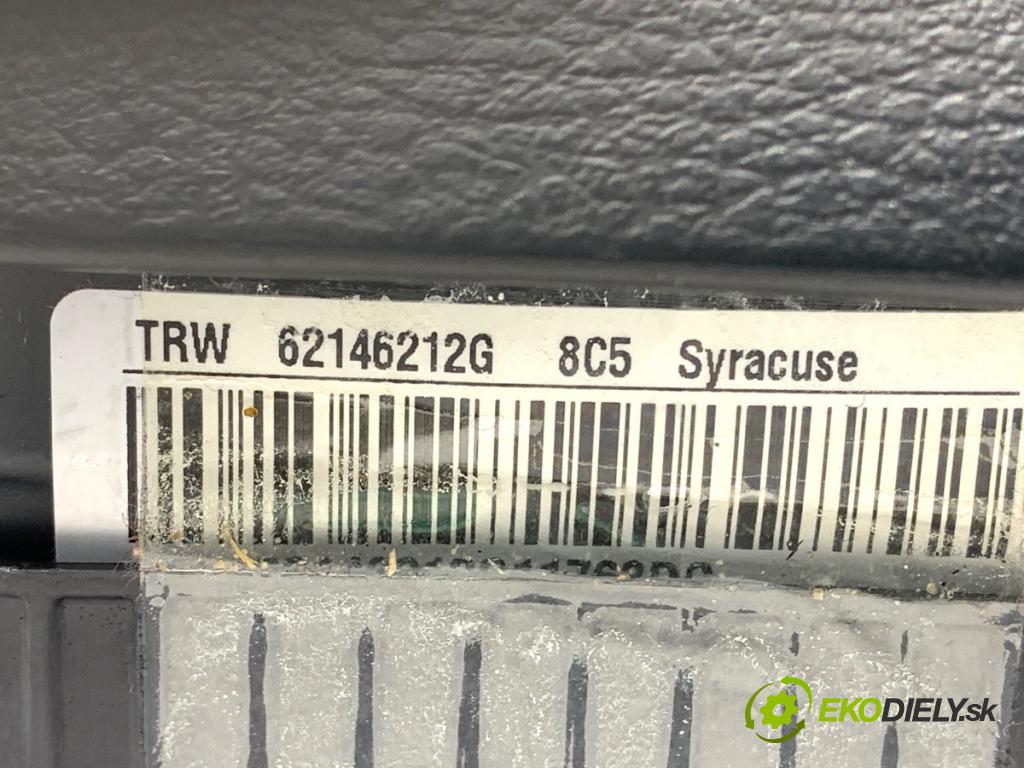 TRW 62146212G 8C5 Syracuse
EKODIELY.sk